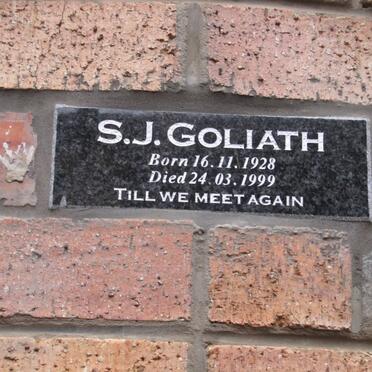 S.J. GOLIATH
Born 16.11.1928
Died 24.03.1999
TILL WE MEET AGAIN